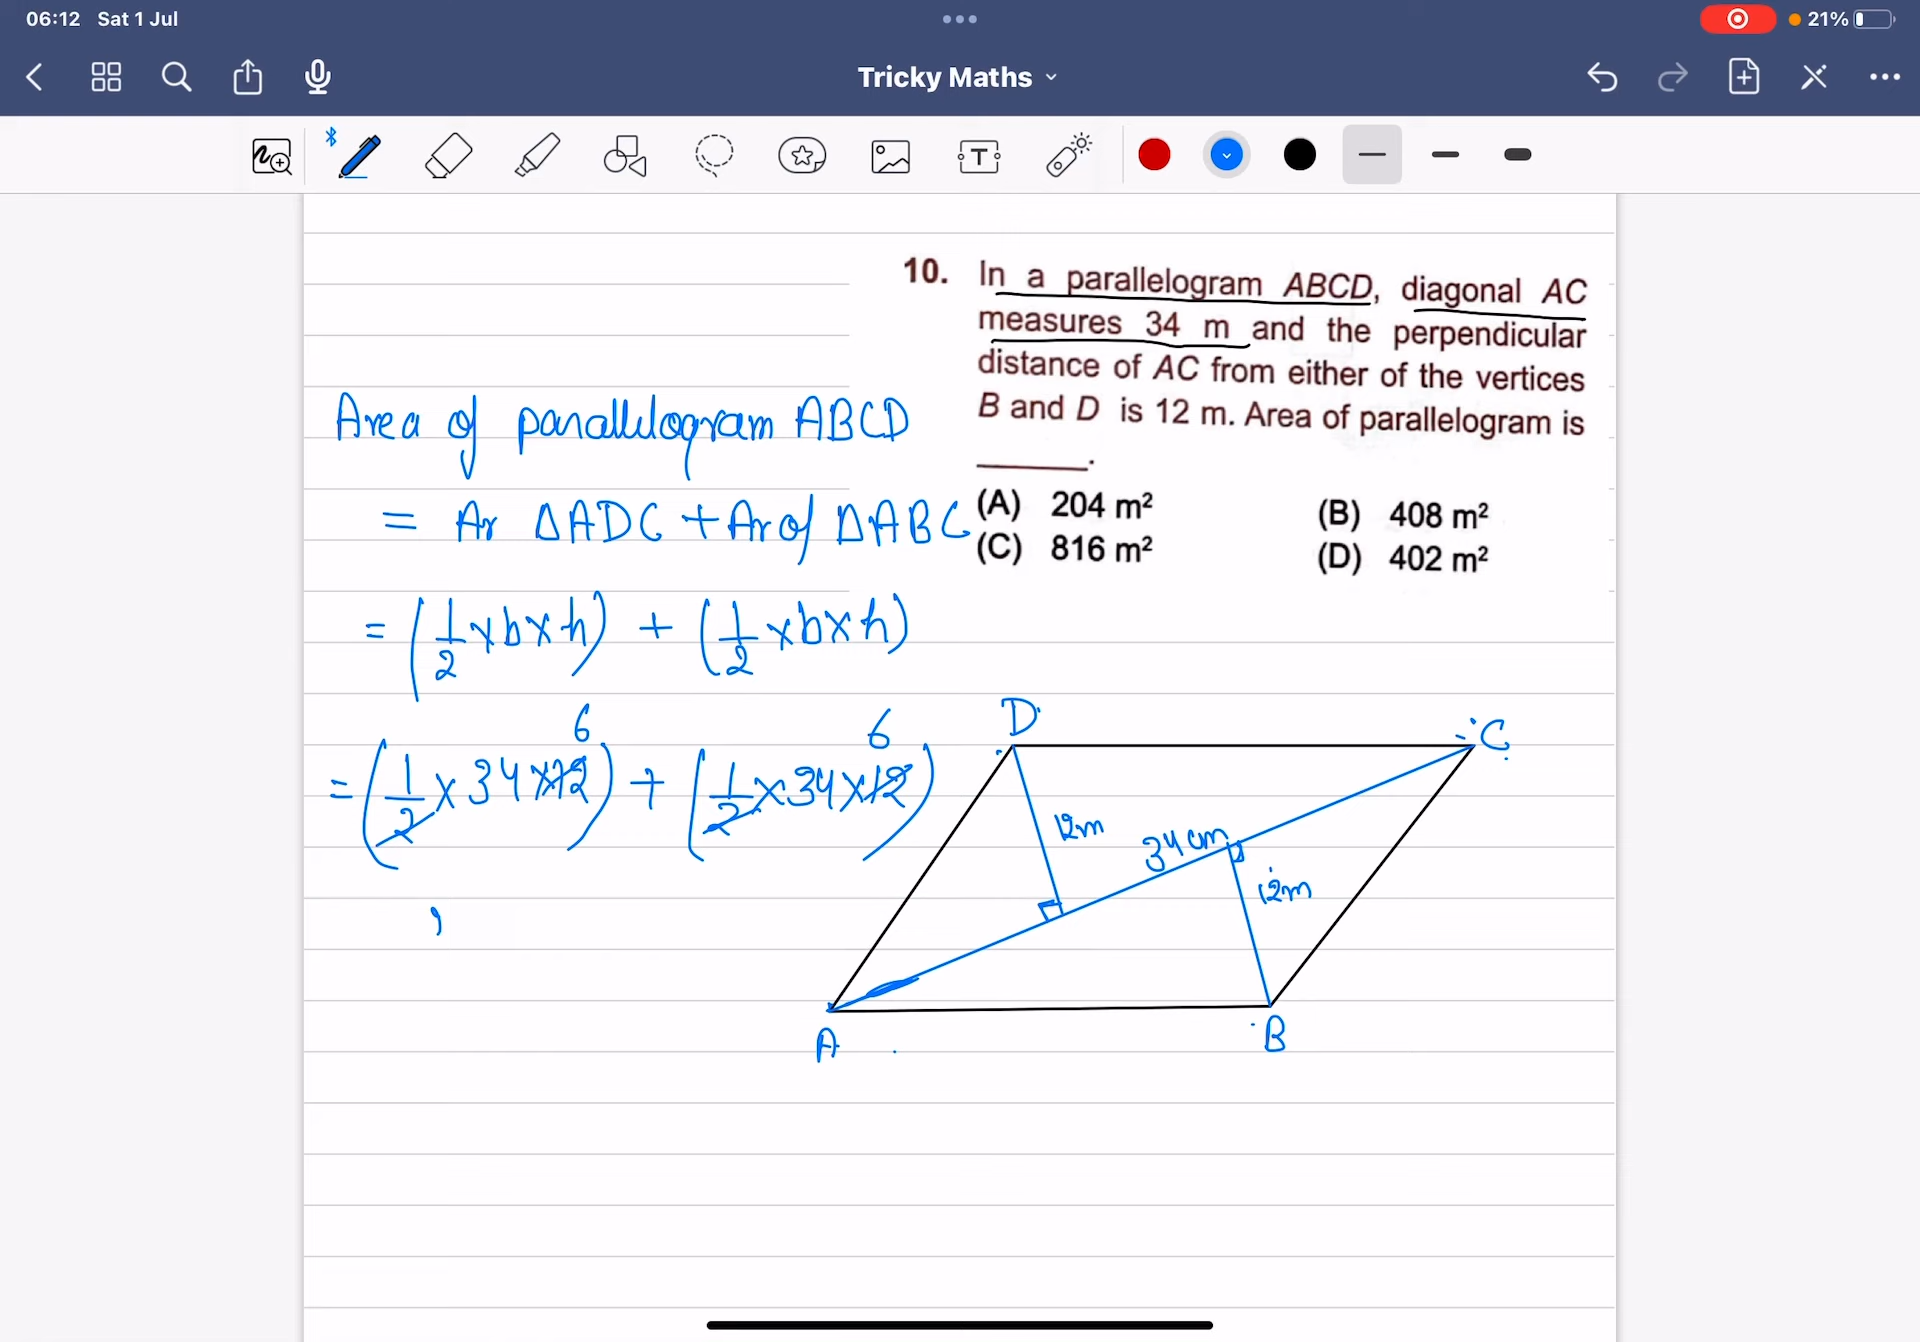 06:12 Sat 1 Jul
21%
Tricky Maths
T
10. In a parallelogram ABCD, diagonal AC
measures 34 m and the perpendicular
distance of AC from either of the vertices
B and D is 12 m. Area of parallelogram is
______.
(A) 204 m² (B) 408 m²
(C) 816 m² (D) 402 m²
Area of parallelogram ABCD
= Ar ΔADC + Ar of ΔABC
= (1/2 × b × h) + (1/2 × b × h)
6 6
= (1/2 × 34 × 12) + (1/2 × 34 × 12)
D C
12m
34 cm
12m
A B